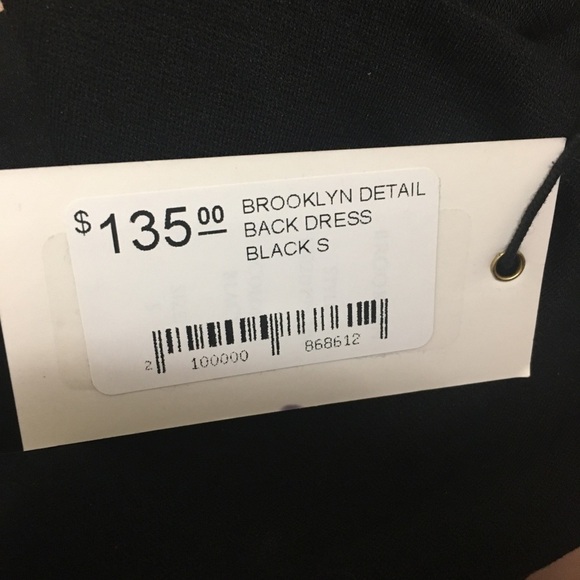 $135.00 BROOKLYN DETAIL
BACK DRESS
BLACK S
2 100000 868612